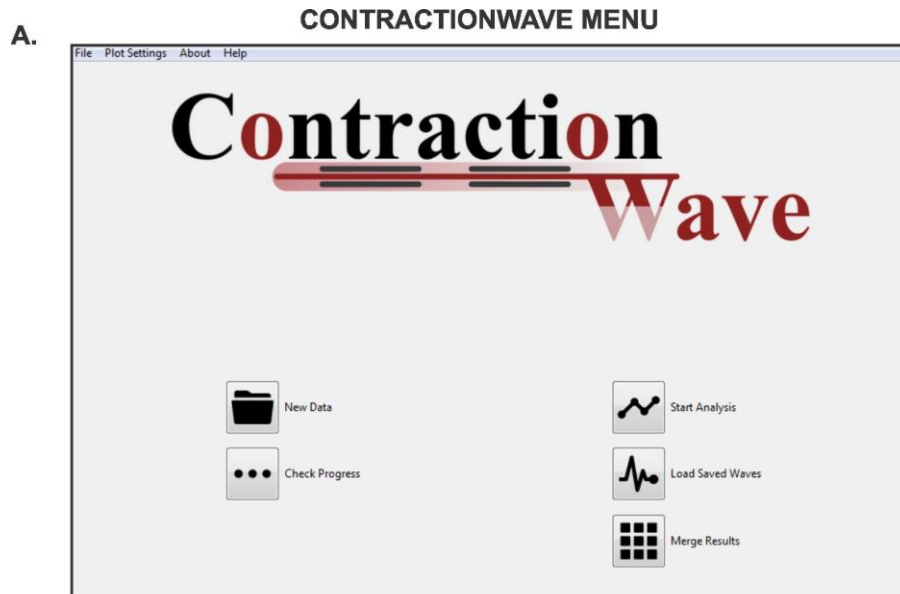 CONTRACTIONWAVE MENU
A.
File Plot Settings About Help
Contraction
Wave
New Data
Start Analysis
Check Progress
Load Saved Waves
Merge Results